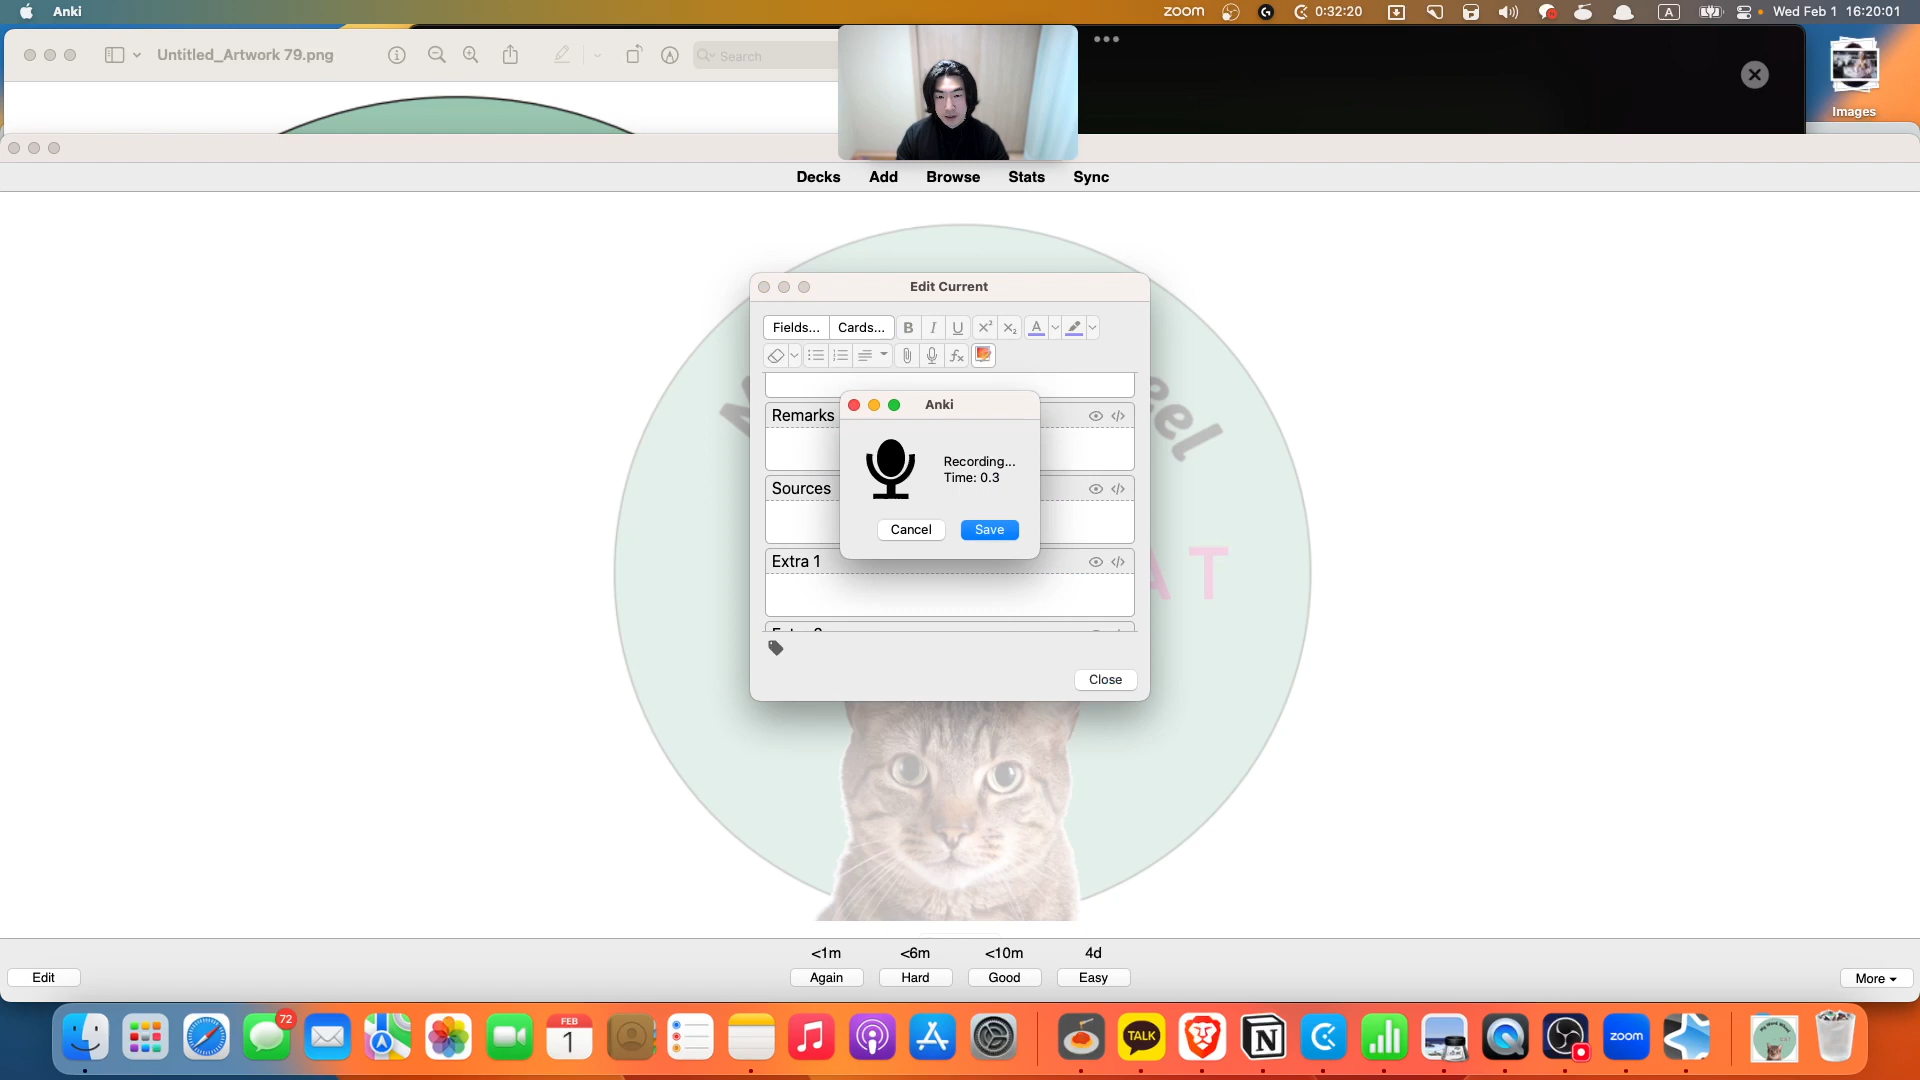 Anki
zoom
0:32:20
A
Wed Feb 1 16:20:01
Untitled_Artwork 79.png
Search
Images
Decks Add Browse Stats Sync
Edit Current
Fields... Cards...
Anki
Remarks
Recording...
Time: 0.3
Sources
Cancel Save
Extra 1
Close
A T
<1m <6m <10m 4d
Edit Again Hard Good Easy More
72
FEB
1
TALK
zoom